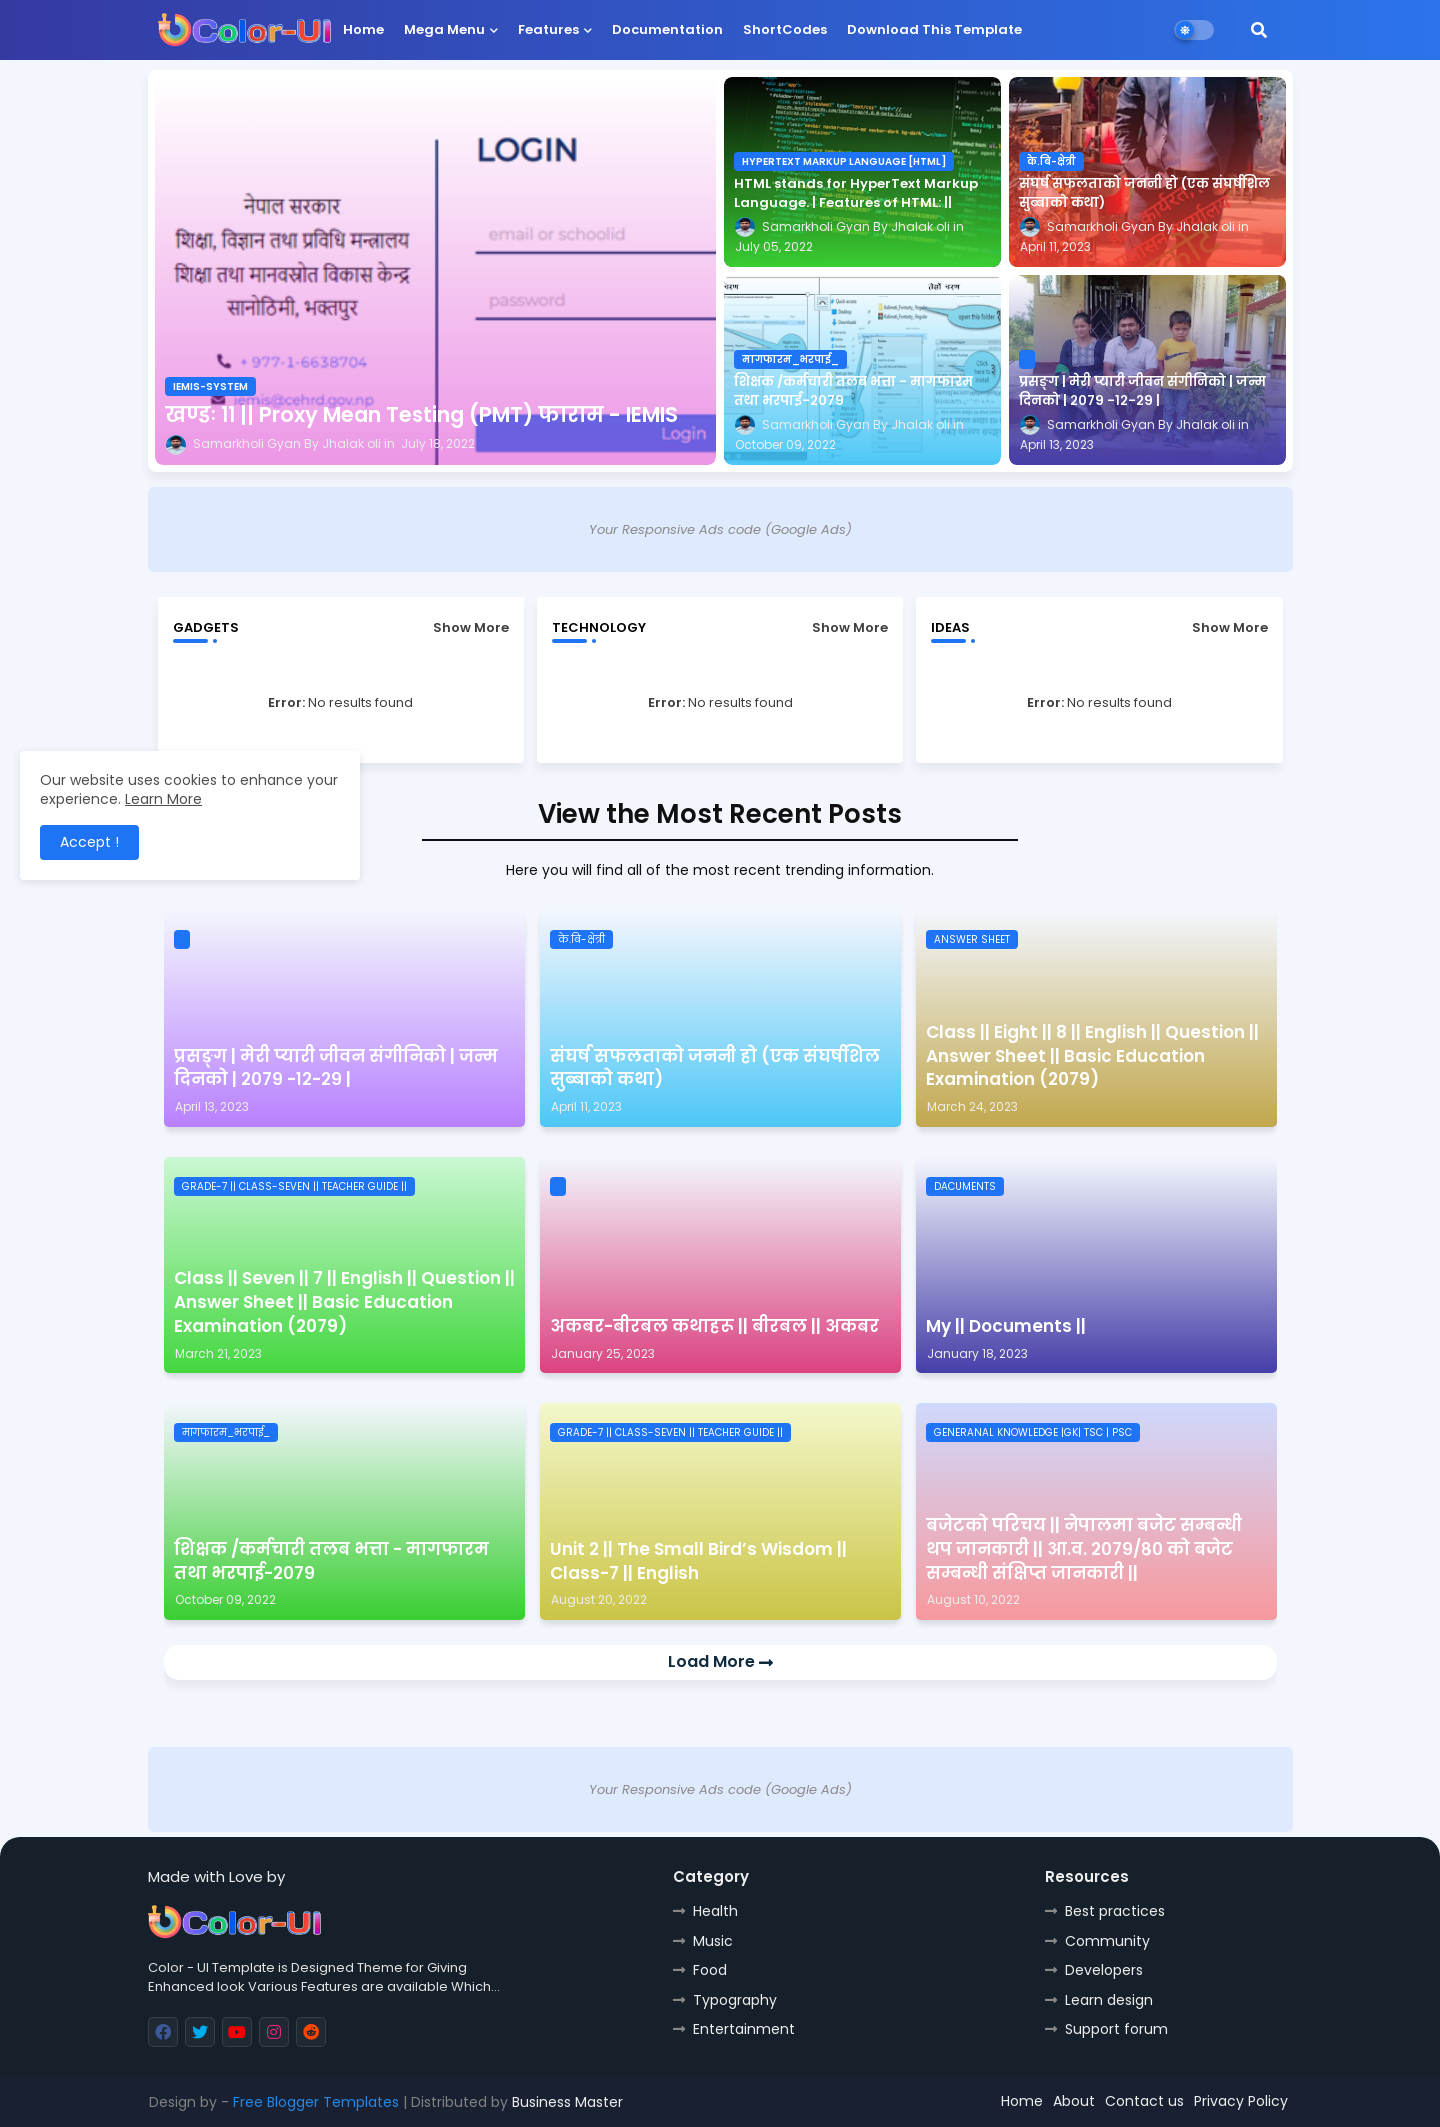 Color-UI
Home Mega Menu Features Documentation ShortCodes Download This Template
LOGIN
नेपाल सरकार
शिक्षा, विज्ञान तथा प्रविधि मन्त्रालय
शिक्षा तथा मानवस्रोत विकास केन्द्र
सानोठिमी, भक्तपुर
email or schoolid
password
+ 977-1-6638704
iemis@cehrd.gov.np
Login
IEMIS-SYSTEM
खण्डः ११ || Proxy Mean Testing (PMT) फाराम - IEMIS
Samarkholi Gyan By Jhalak oli in July 18, 2022
HYPERTEXT MARKUP LANGUAGE [HTML]
HTML stands for HyperText Markup
Language. | Features of HTML: ||
Samarkholi Gyan By Jhalak oli in
July 05, 2022
के.बि-क्षेत्री
संघर्ष सफलताको जननी हो (एक संघर्षशिल
सुब्बाको कथा)
Samarkholi Gyan By Jhalak oli in
April 11, 2023
मागफारम_भरपाई_
शिक्षक /कर्मचारी तलब भत्ता - मागफारम
तथा भरपाई-2079
Samarkholi Gyan By Jhalak oli in
October 09, 2022
प्रसङ्ग | मेरी प्यारी जीवन संगीनिको | जन्म
दिनको | 2079 -12-29 |
Samarkholi Gyan By Jhalak oli in
April 13, 2023
Your Responsive Ads code (Google Ads)
GADGETS Show More
Error: No results found
TECHNOLOGY Show More
Error: No results found
IDEAS Show More
Error: No results found
Our website uses cookies to enhance your
experience. Learn More
Accept !
View the Most Recent Posts
Here you will find all of the most recent trending information.
प्रसङ्ग | मेरी प्यारी जीवन संगीनिको | जन्म
दिनको | 2079 -12-29 |
April 13, 2023
के.बि-क्षेत्री
संघर्ष सफलताको जननी हो (एक संघर्षशिल
सुब्बाको कथा)
April 11, 2023
ANSWER SHEET
Class || Eight || 8 || English || Question ||
Answer Sheet || Basic Education
Examination (2079)
March 24, 2023
GRADE-7 || CLASS-SEVEN || TEACHER GUIDE ||
Class || Seven || 7 || English || Question ||
Answer Sheet || Basic Education
Examination (2079)
March 21, 2023
अकबर-बीरबल कथाहरू || बीरबल || अकबर
January 25, 2023
DACUMENTS
My || Documents ||
January 18, 2023
मागफारम_भरपाई_
शिक्षक /कर्मचारी तलब भत्ता - मागफारम
तथा भरपाई-2079
October 09, 2022
GRADE-7 || CLASS-SEVEN || TEACHER GUIDE ||
Unit 2 || The Small Bird’s Wisdom ||
Class-7 || English
August 20, 2022
GENERANAL KNOWLEDGE |GK| TSC | PSC
बजेटको परिचय || नेपालमा बजेट सम्बन्धी
थप जानकारी || आ.व. 2079/80 को बजेट
सम्बन्धी संक्षिप्त जानकारी ||
August 10, 2022
Load More
Your Responsive Ads code (Google Ads)
Made with Love by
Color-UI
Color - UI Template is Designed Theme for Giving
Enhanced look Various Features are available Which...
Category
Health
Music
Food
Typography
Entertainment
Resources
Best practices
Community
Developers
Learn design
Support forum
Design by - Free Blogger Templates | Distributed by Business Master
Home About Contact us Privacy Policy